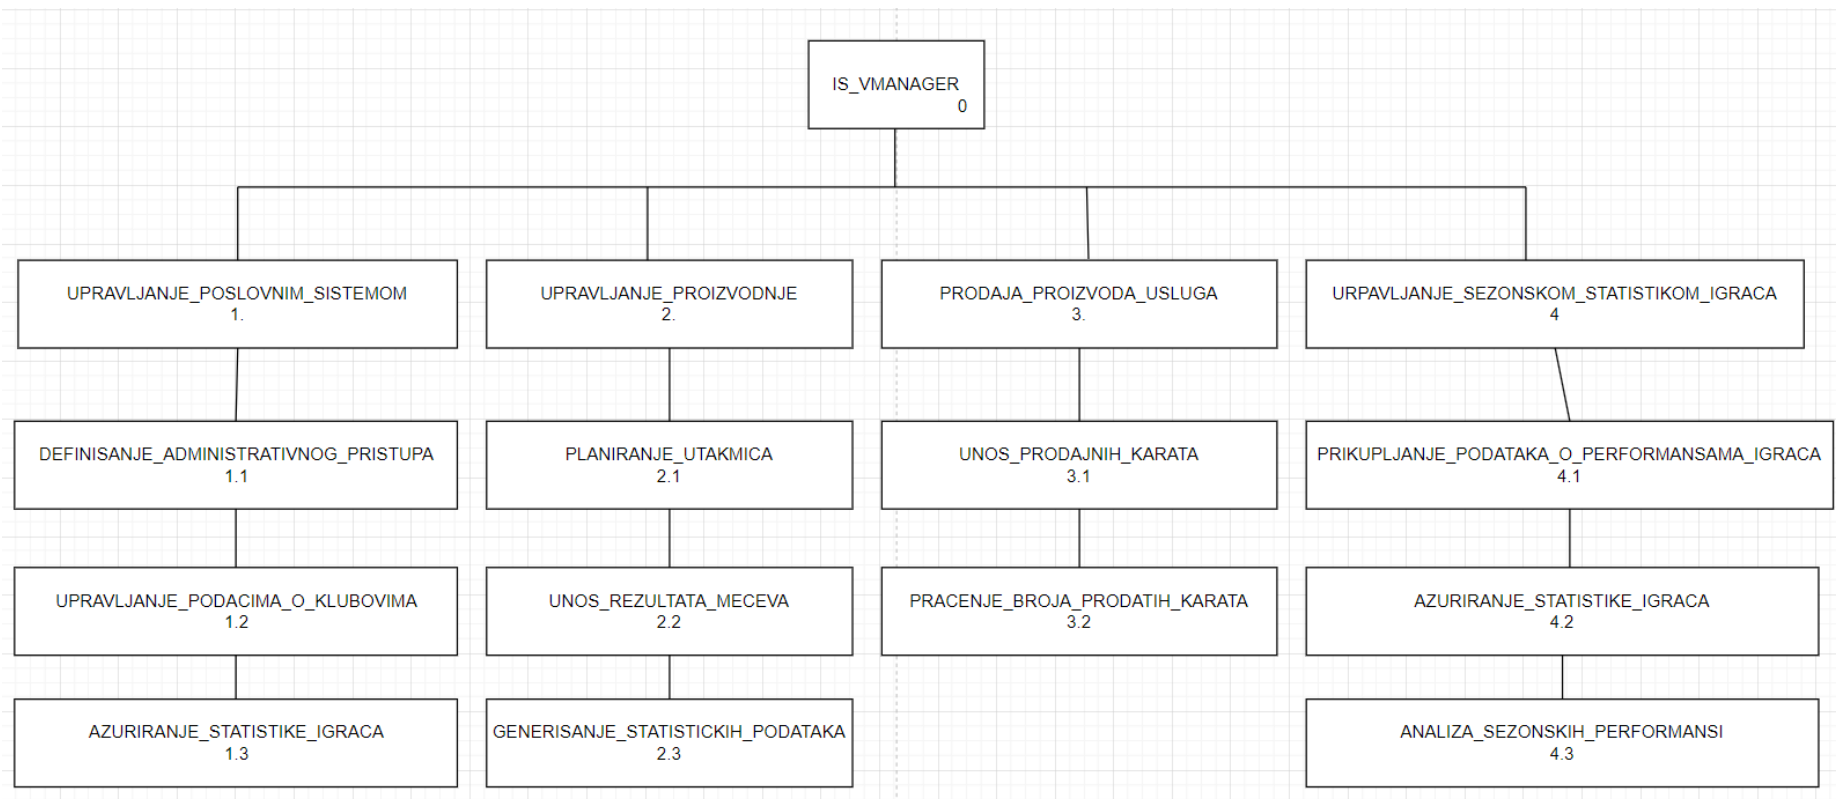 IS_VMANAGER
0
UPRAVLJANJE_POSLOVNIM_SISTEMOM
1.
UPRAVLJANJE_PROIZVODNJE
2.
PRODAJA_PROIZVODA_USLUGA
3.
URPAVLJANJE_SEZONSKOM_STATISTIKOM_IGRACA
4
DEFINISANJE_ADMINISTRATIVNOG_PRISTUPA
1.1
PLANIRANJE_UTAKMICA
2.1
UNOS_PRODAJNIH_KARATA
3.1
PRIKUPLJANJE_PODATAKA_O_PERFORMANSAMA_IGRACA
4.1
UPRAVLJANJE_PODACIMA_O_KLUBOVIMA
1.2
UNOS_REZULTATA_MECEVA
2.2
PRACENJE_BROJA_PRODATIH_KARATA
3.2
AZURIRANJE_STATISTIKE_IGRACA
4.2
AZURIRANJE_STATISTIKE_IGRACA
1.3
GENERISANJE_STATISTICKIH_PODATAKA
2.3
ANALIZA_SEZONSKIH_PERFORMANSI
4.3